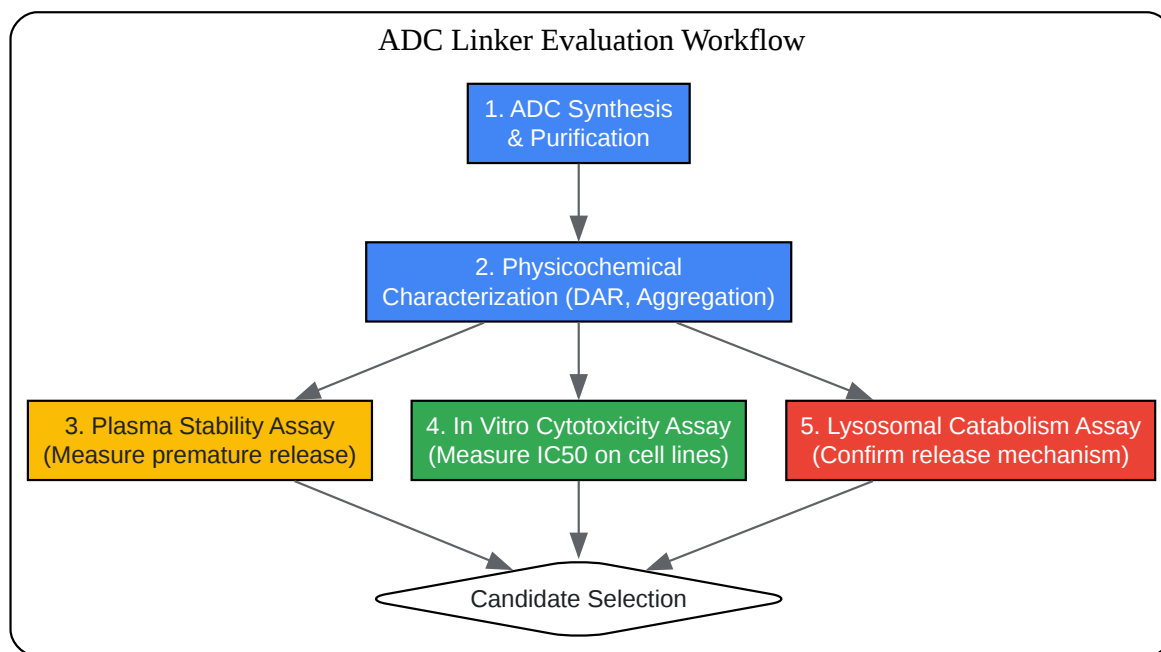 ADC Linker Evaluation Workflow
1. ADC Synthesis
& Purification
2. Physicochemical
Characterization (DAR, Aggregation)
3. Plasma Stability Assay
(Measure premature release)
4. In Vitro Cytotoxicity Assay
(Measure IC50 on cell lines)
5. Lysosomal Catabolism Assay
(Confirm release mechanism)
Candidate Selection